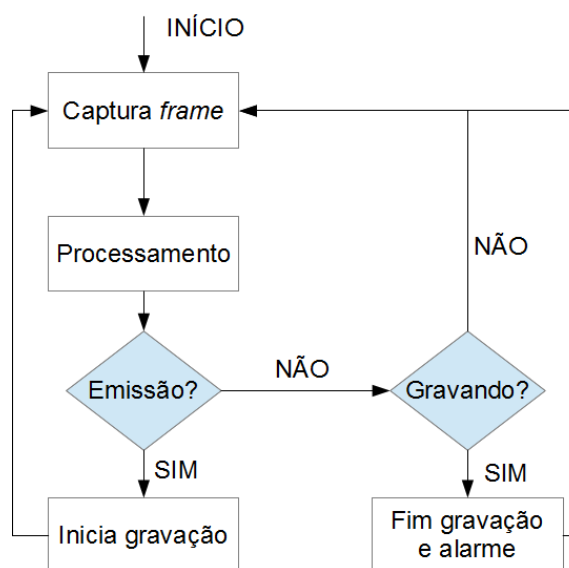 INÍCIO
Captura frame
Processamento
NÃO
Emissão?
NÃO
Gravando?
SIM
SIM
Inicia gravação
Fim gravação
e alarme